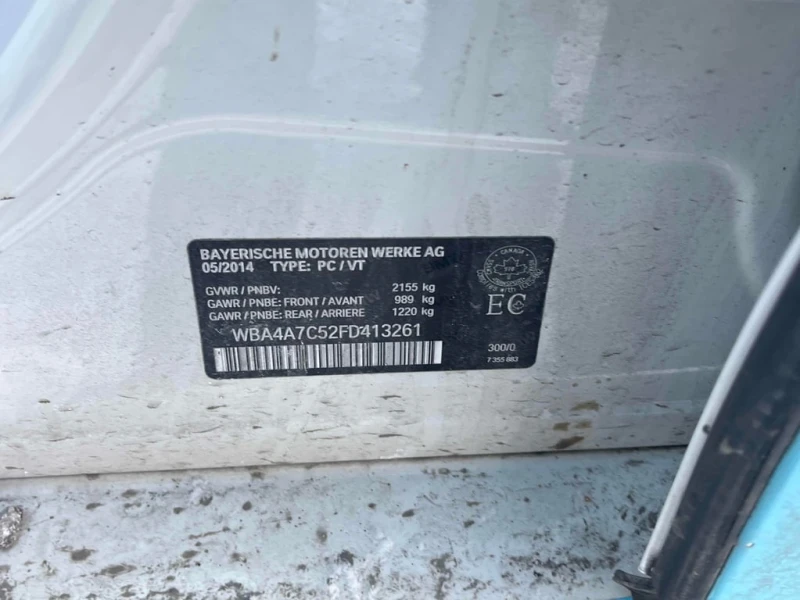 BAYERISCHE MOTOREN WERKE AG
05/2014 TYPE: PC/VT
GVWR / PNBV: 2155 kg
GAWR / PNBE: FRONT / AVANT 989 kg
GAWR / PNBE: REAR / ARRIERE 1220 kg
WBA4A7C52FD413261
CANADA
EC
300/0
7 355 883